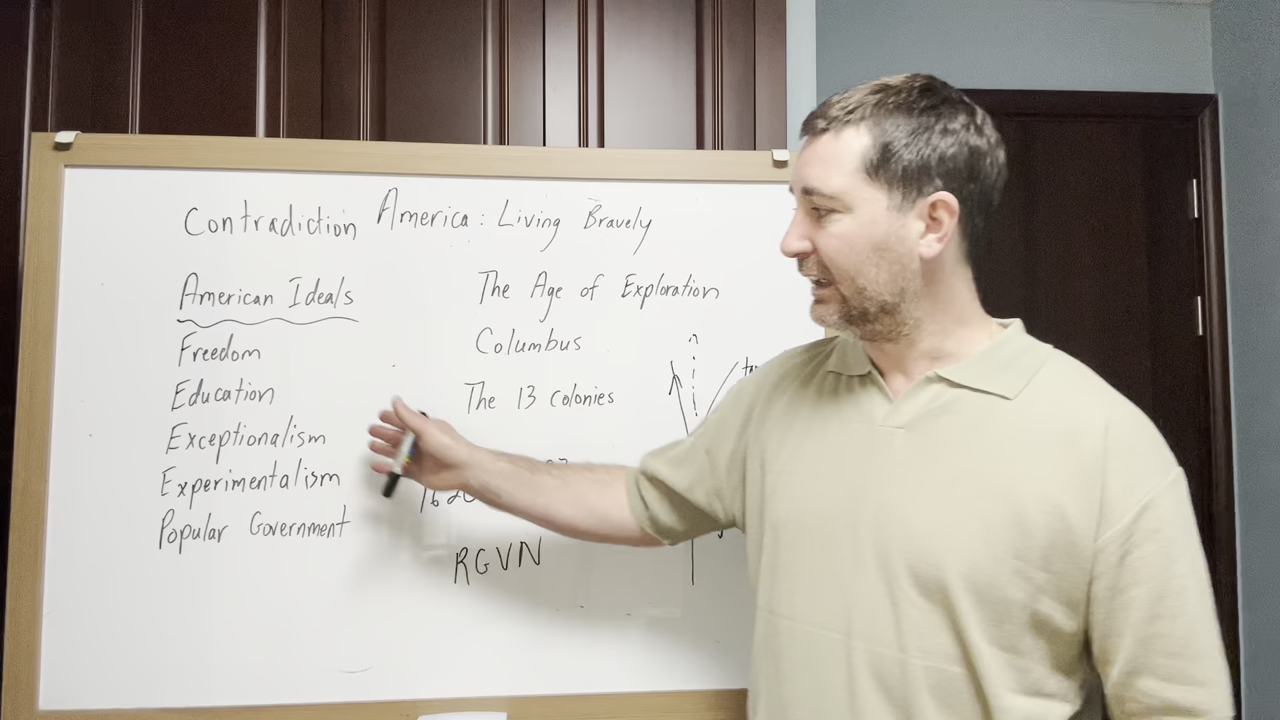 Contradiction America: Living Bravely
American Ideals
Freedom
Education
Exceptionalism
Experimentalism
Popular Government
The Age of Exploration
Columbus
The 13 colonies
RGVN